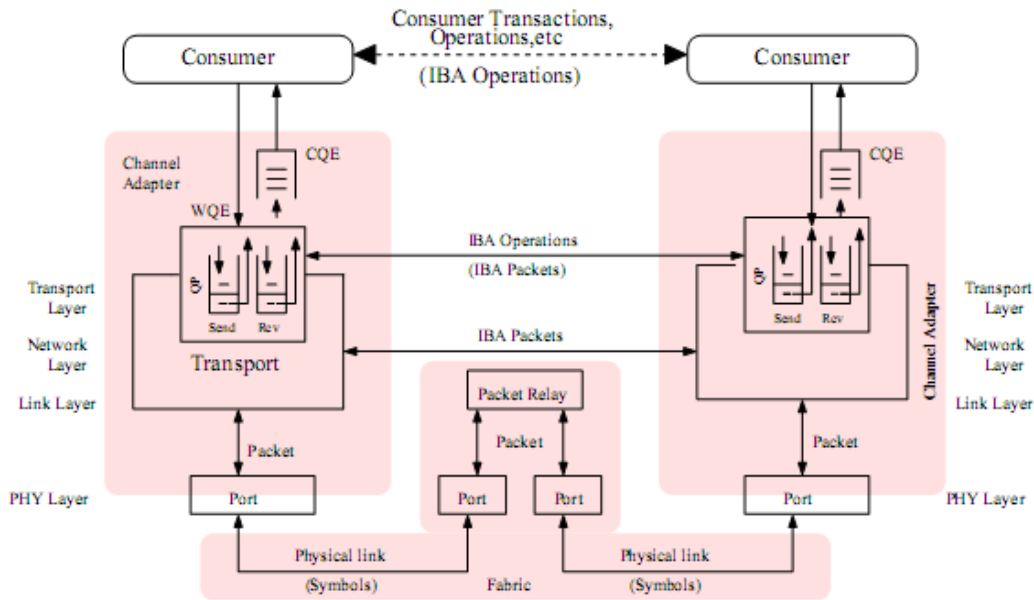 Consumer Transactions,
Operations,etc
(IBA Operations)
Consumer
Consumer
Channel
Adapter
CQE
CQE
WQE
IBA Operations
(IBA Packets)
QP
Send
Rcv
QP
Send
Rcv
Transport
Layer
Transport
Layer
Network
Layer
Network
Layer
Transport
IBA Packets
Channel Adapter
Link Layer
Link Layer
Packet Relay
Packet
Packet
Packet
PHY Layer
Port
Port
Port
Port
PHY Layer
Physical link
(Symbols)
Fabric
Physical link
(Symbols)